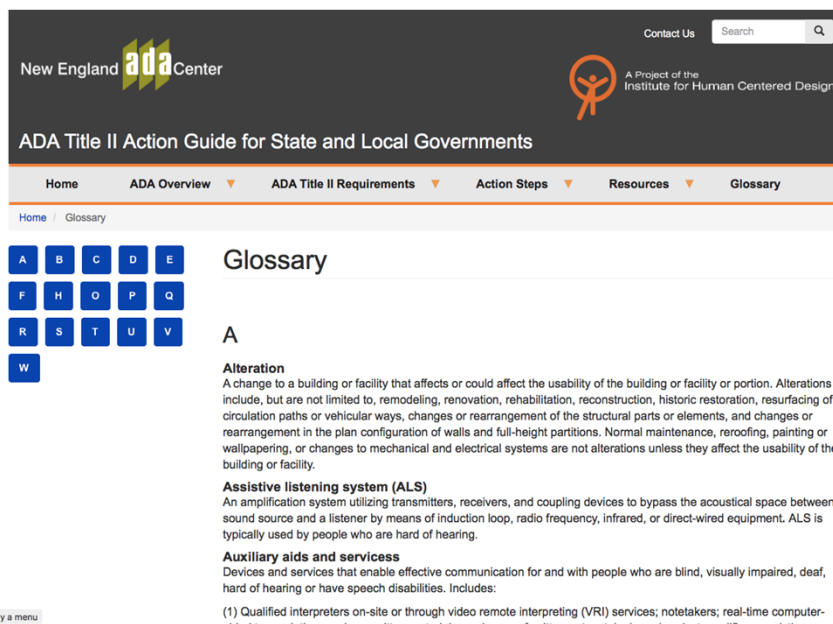 Contact Us
Search
New England ada Center
A Project of the
Institute for Human Centered Design
ADA Title II Action Guide for State and Local Governments
Home ADA Overview ADA Title II Requirements Action Steps Resources Glossary
Home / Glossary
A B C D E
F H O P Q
R S T U V
W
Glossary
A
Alteration
A change to a building or facility that affects or could affect the usability of the building or facility or portion. Alterations
include, but are not limited to, remodeling, renovation, rehabilitation, reconstruction, historic restoration, resurfacing of
circulation paths or vehicular ways, changes or rearrangement of the structural parts or elements, and changes or
rearrangement in the plan configuration of walls and full-height partitions. Normal maintenance, reroofing, painting or
wallpapering, or changes to mechanical and electrical systems are not alterations unless they affect the usability of the
building or facility.
Assistive listening system (ALS)
An amplification system utilizing transmitters, receivers, and coupling devices to bypass the acoustical space between
sound source and a listener by means of induction loop, radio frequency, infrared, or direct-wired equipment. ALS is
typically used by people who are hard of hearing.
Auxiliary aids and servicess
Devices and services that enable effective communication for and with people who are blind, visually impaired, deaf,
hard of hearing or have speech disabilities. Includes:
(1) Qualified interpreters on-site or through video remote interpreting (VRI) services; notetakers; real-time computer-
y a menu